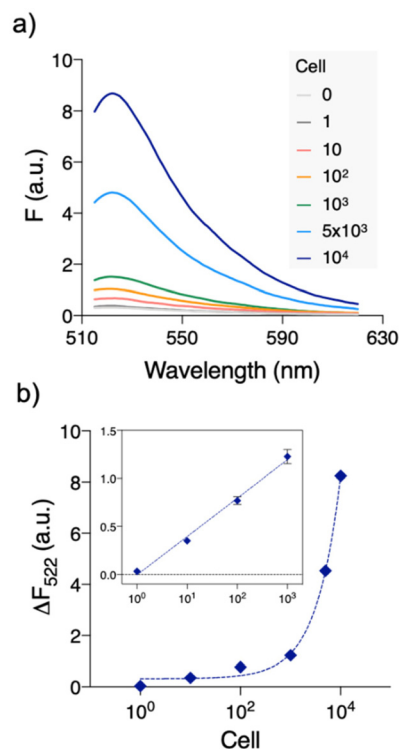 a)
10
8
6
4
2
0
F (a.u.)
Cell
0
1
10
10²
10³
5x10³
10⁴
510 550 590 630
Wavelength (nm)
b)
10
8
6
4
2
0
ΔF₅₂₂ (a.u.)
1.5
1.0
0.5
0.0
10⁰ 10¹ 10² 10³
10⁰ 10² 10⁴
Cell